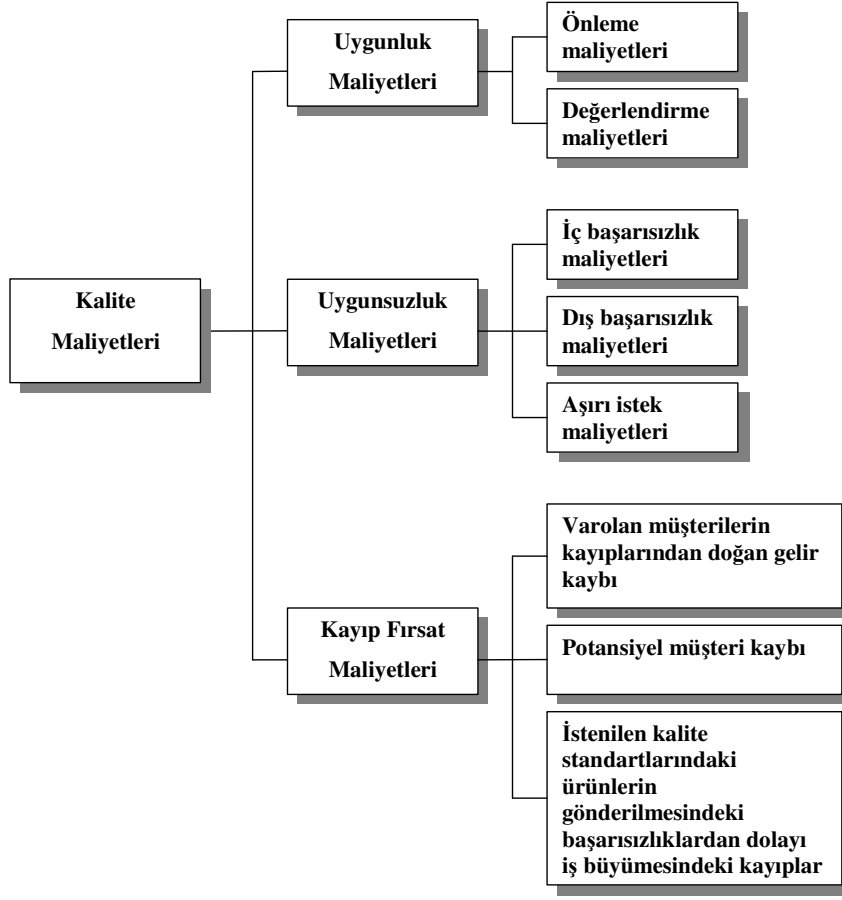 Kalite
Maliyetleri
Uygunluk
Maliyetleri
Önleme
maliyetleri
Değerlendirme
maliyetleri
Uygunsuzluk
Maliyetleri
İç başarısızlık
maliyetleri
Dış başarısızlık
maliyetleri
Aşırı istek
maliyetleri
Kayıp Fırsat
Maliyetleri
Varolan müşterilerin
kayıplarından doğan gelir
kaybı
Potansiyel müşteri kaybı
İstenilen kalite
standartlarındaki
ürünlerin
gönderilmesindeki
başarısızlıklardan dolayı
iş büyümesindeki kayıplar